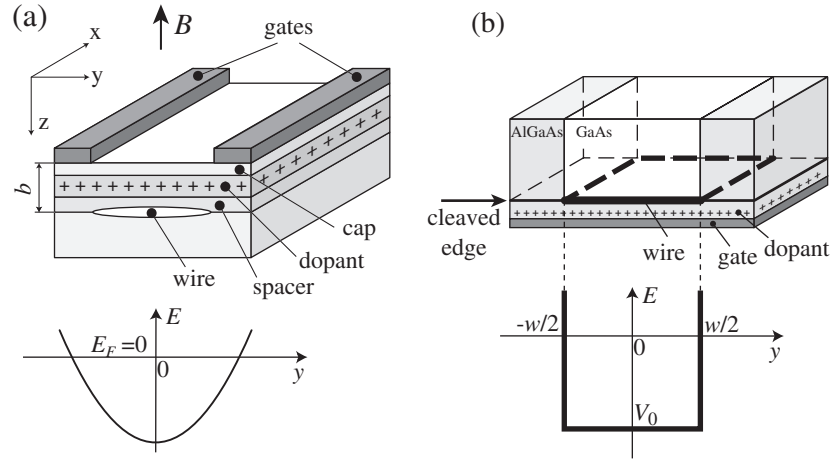 (a)
B
gates
x
y
z
b
+ + + + + + + + + + + + +
cap
dopant
wire
spacer
E
E_F =0
0
y
(b)
AlGaAs
GaAs
cleaved
edge
wire
dopant
gate
E
-w/2
w/2
0
y
V_0